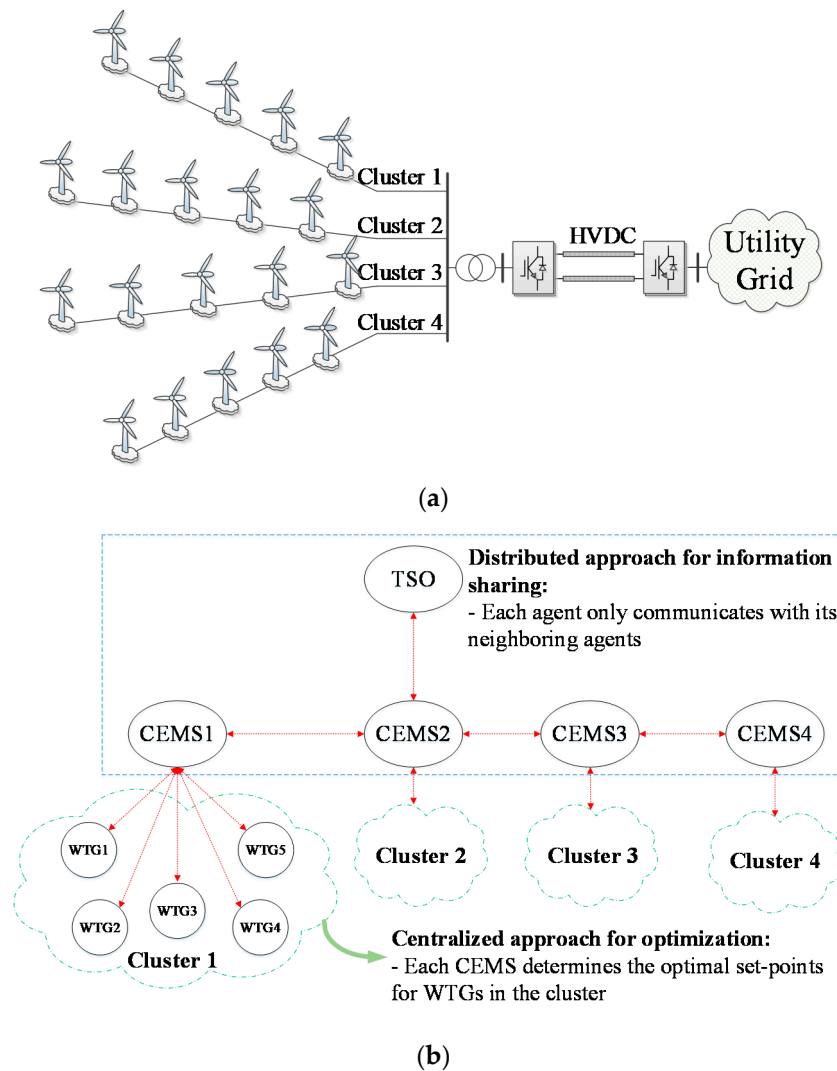 Cluster 1
Cluster 2
Cluster 3
Cluster 4
HVDC
Utility
Grid
(a)
Distributed approach for information
sharing:
- Each agent only communicates with its
neighboring agents
TSO
CEMS1
CEMS2
CEMS3
CEMS4
WTG1
WTG5
WTG2
WTG3
WTG4
Cluster 1
Cluster 2
Cluster 3
Cluster 4
Centralized approach for optimization:
- Each CEMS determines the optimal set-points
for WTGs in the cluster
(b)